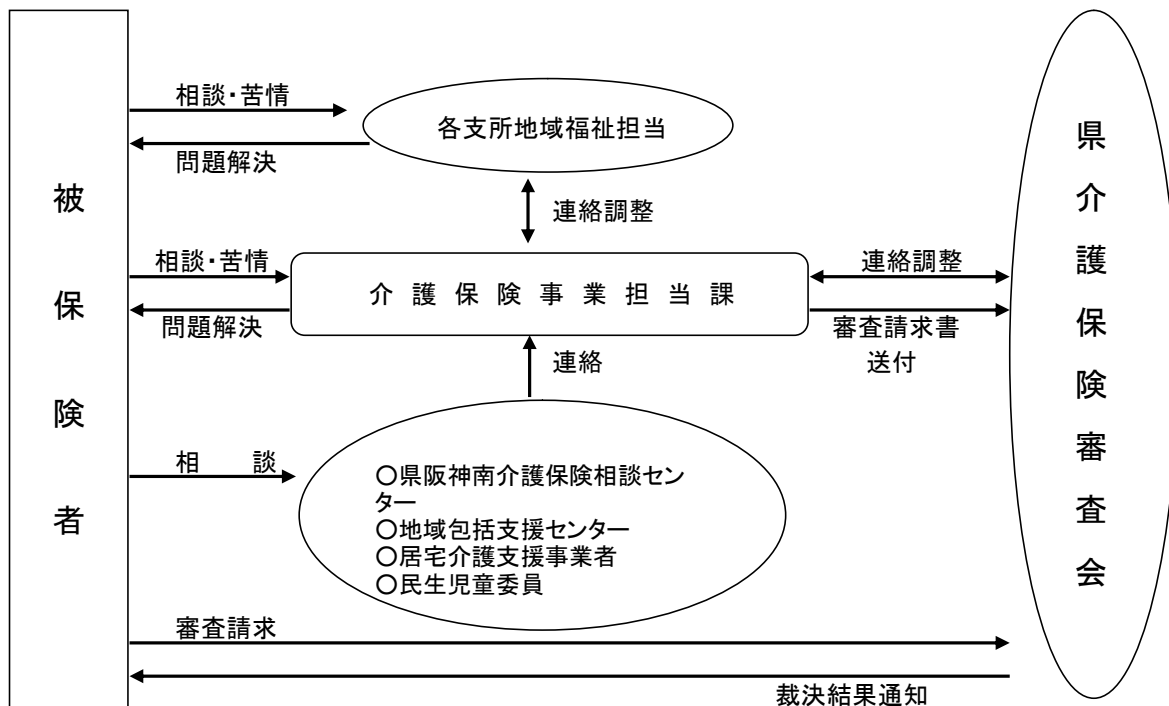 被保険者
相談・苦情
問題解決
各支所地域福祉担当
連絡調整
相談・苦情
問題解決
介護保険事業担当課
連絡調整
審査請求書
送付
連絡
相　　談
〇県阪神南介護保険相談セン
ター
〇地域包括支援センター
〇居宅介護支援事業者
〇民生児童委員
審査請求
裁決結果通知
県介護保険審査会